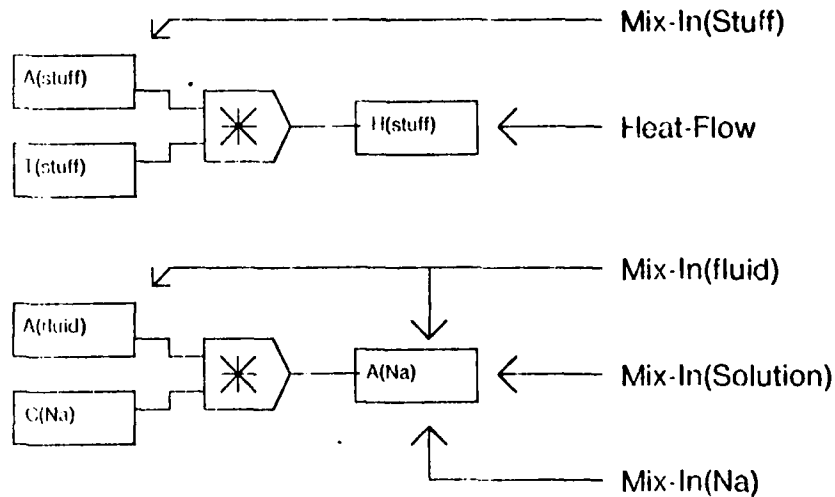 Mix-In(Stuff)
A(stuff)
H(stuff)
Heat-Flow
T(stuff)
Mix-In(fluid)
A(fluid)
A(Na)
Mix-In(Solution)
C(Na)
Mix-In(Na)